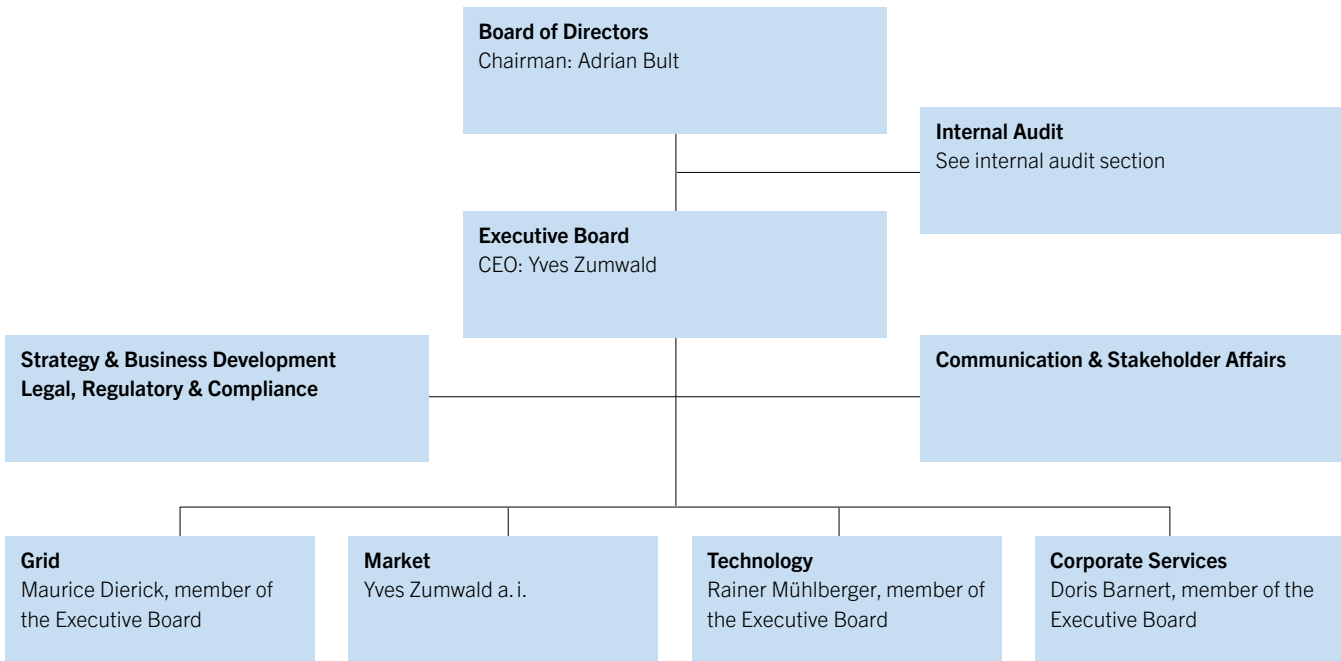 Board of Directors
Chairman: Adrian Bult
Internal Audit
See internal audit section
Executive Board
CEO: Yves Zumwald
Strategy & Business Development
Legal, Regulatory & Compliance
Communication & Stakeholder Affairs
Grid
Maurice Dierick, member of
the Executive Board
Market
Yves Zumwald a. i.
Technology
Rainer Mühlberger, member of
the Executive Board
Corporate Services
Doris Barnert, member of the
Executive Board